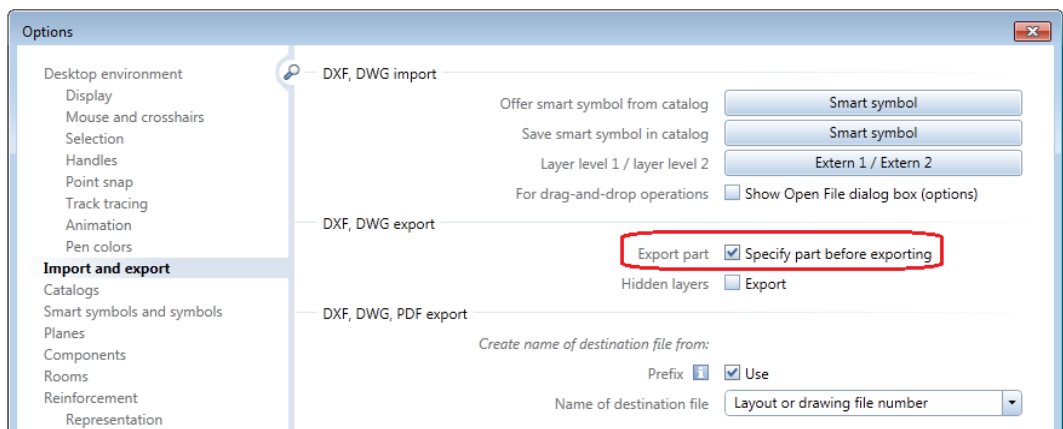 Options
Desktop environment
Display
Mouse and crosshairs
Selection
Handles
Point snap
Track tracing
Animation
Pen colors
Import and export
Catalogs
Smart symbols and symbols
Planes
Components
Rooms
Reinforcement
Representation
DXF, DWG import
Offer smart symbol from catalog Smart symbol
Save smart symbol in catalog Smart symbol
Layer level 1 / layer level 2 Extern 1 / Extern 2
For drag-and-drop operations Show Open File dialog box (options)
DXF, DWG export
Export part Specify part before exporting
Hidden layers Export
DXF, DWG, PDF export
Create name of destination file from:
Prefix i Use
Name of destination file Layout or drawing file number